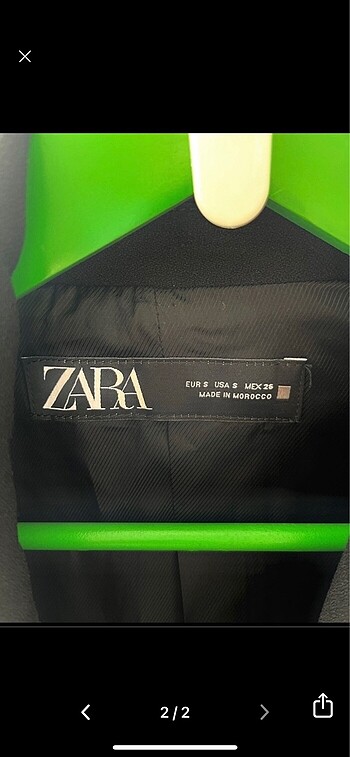 ZARA
EUR S USA S MEX 26
MADE IN MOROCCO
2/2